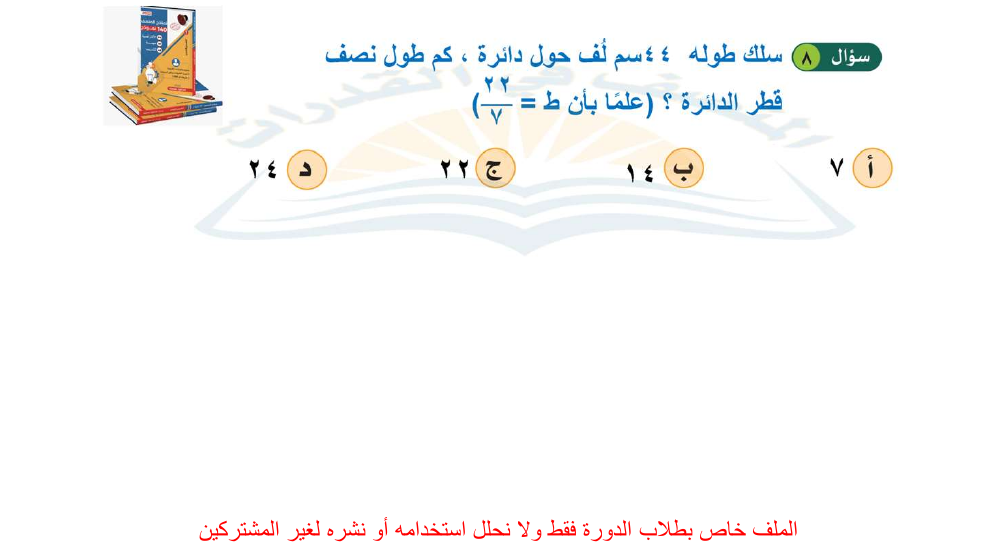 سؤال ٨ سلك طوله ٤٤سم لُف حول دائرة ، كم طول نصف
قطر الدائرة ؟ (علمًا بأن ط = ٢٢/٧)
أ ٧ ب ١٤ ج ٢٢ د ٢٤
الملف خاص بطلاب الدورة فقط ولا نحلل استخدامه أو نشره لغير المشتركين